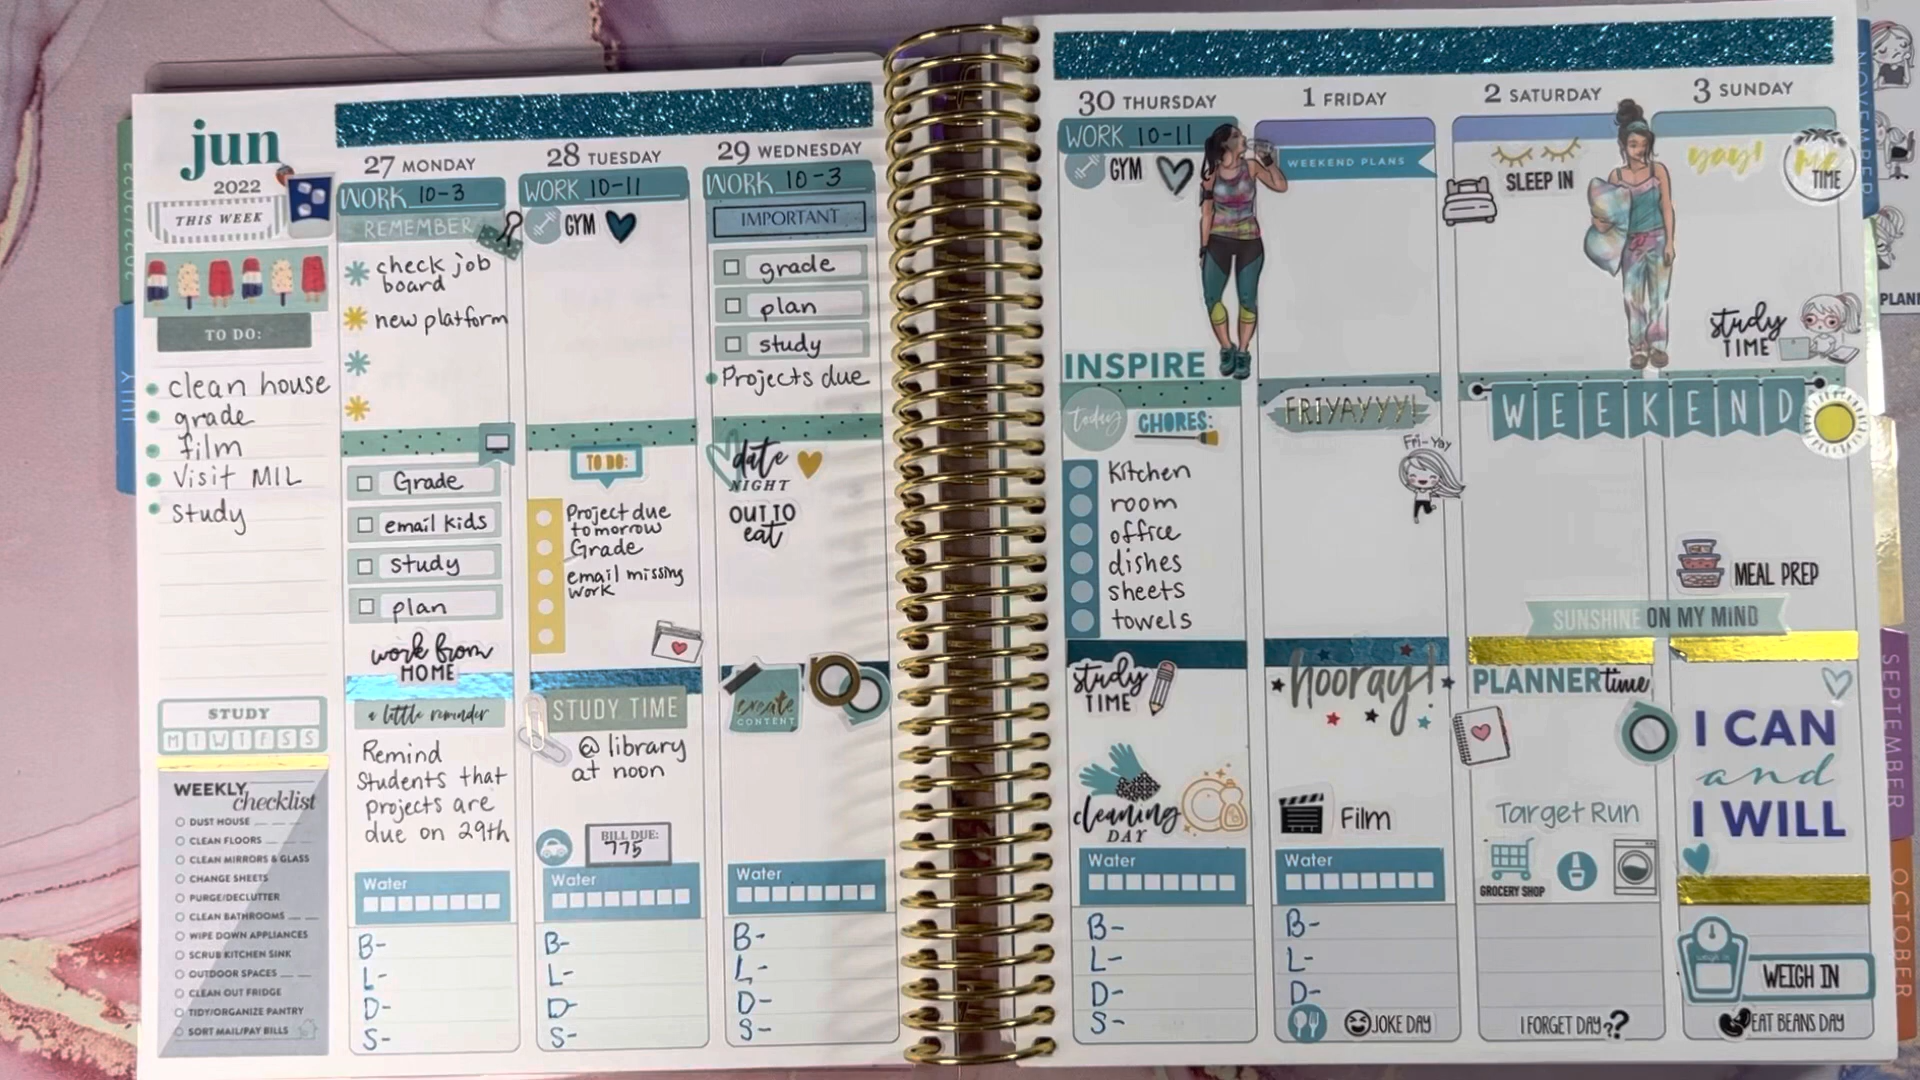 jun
2022
THIS WEEK
TO DO:
clean house
grade
film
Visit MIL
study
STUDY
M T W T F S S
WEEKLY
checklist
DUST HOUSE
CLEAN FLOORS
CLEAN MIRRORS & GLASS
CHANGE SHEETS
PURGE/DECLUTTER
CLEAN BATHROOMS
WIPE DOWN APPLIANCES
SCRUB KITCHEN SINK
OUTDOOR SPACES
CLEAN OUT FRIDGE
TIDY/ORGANIZE PANTRY
SORT MAIL/PAY BILLS
27 MONDAY
WORK 10-3
REMEMBER
check job
board
new platform
Grade
email kids
study
plan
work from
HOME
a little reminder
Remind
Students that
projects are
due on 29th
Water
B-
L-
D-
S-
28 TUESDAY
WORK 10-11
GYM
TO DO:
Project due
tomorrow
Grade
email missing
work
STUDY TIME
@ library
at noon
BILL DUE:
775
Water
B-
L-
D-
S-
29 WEDNESDAY
WORK 10-3
IMPORTANT
grade
plan
study
Projects due
date
NIGHT
OUT TO
eat
create
CONTENT
Water
B-
L-
D-
S-
30 THURSDAY
WORK 10-11
GYM
INSPIRE
today
CHORES:
Kitchen
room
office
dishes
sheets
towels
study
TIME
cleaning
DAY
Water
B-
L-
D-
S-
1 FRIDAY
WEEKEND PLANS
FRIYAYYY!
Fri-Yay
hooray!
Film
Water
B-
L-
D-
JOKE DAY
2 SATURDAY
SLEEP IN
WEEKEND
SUNSHINE ON MY MIND
PLANNER time
Target Run
GROCERY SHOP
I FORGET DAY??
3 SUNDAY
yay!
me
TIME
study
TIME
MEAL PREP
I CAN
and
I WILL
WEIGH IN
EAT BEANS DAY
2022/2023
JULY
NOVEMBER
SEPTEMBER
OCTOBER